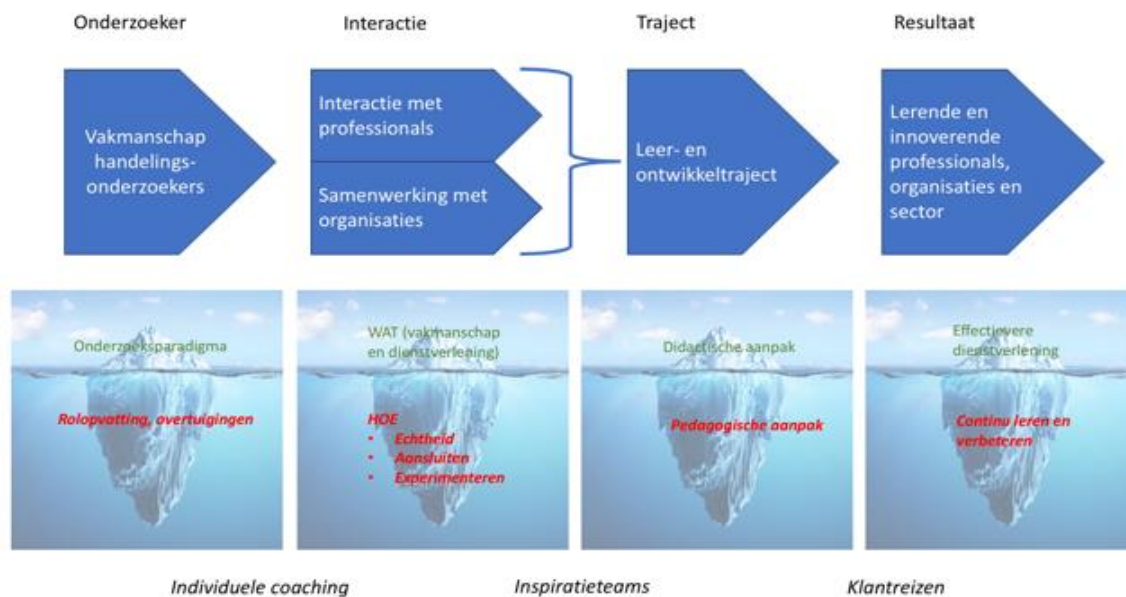 Onderzoeker
Interactie
Traject
Resultaat
Vakmanschap
handelings-
onderzoekers
Interactie met
professionals
Samenwerking met
organisaties
Leer- en
ontwikkeltraject
Lerende en
innoverende
professionals,
organisaties en
sector
Onderzoeksparadigma
Rolopvatting, overtuigingen
WAT (vakmanschap
en dienstverlening)
HOE
• Echtheid
• Aansluiten
• Experimenteren
Didactische aanpak
Pedagogische aanpak
Effectievere
dienstverlening
Continu leren en
verbeteren
Individuele coaching
Inspiratieteams
Klantreizen